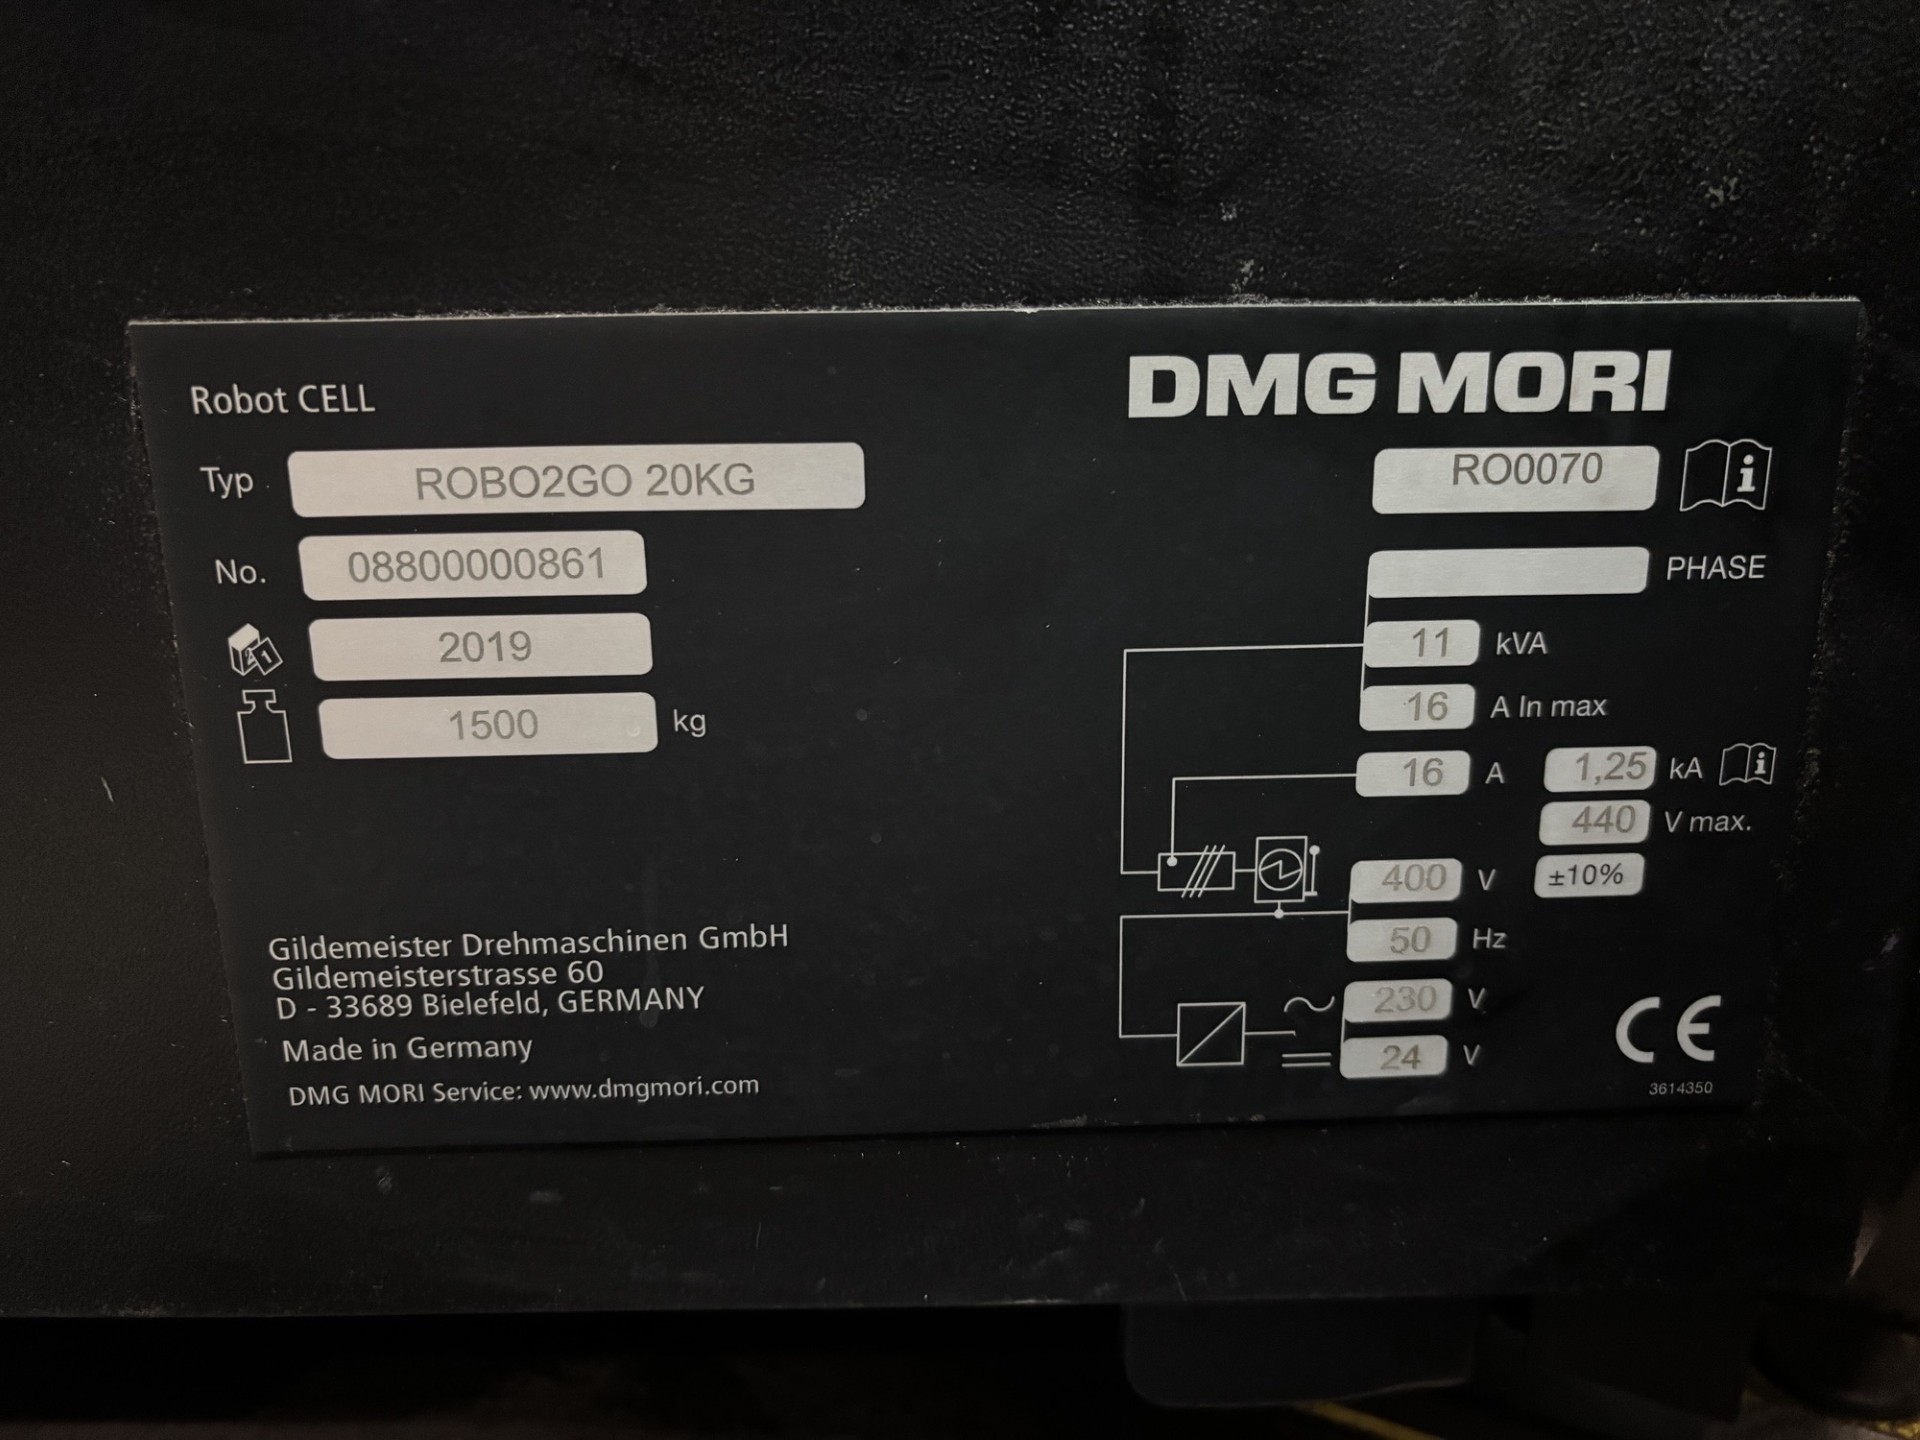 DMG MORI
Robot CELL
Typ ROBO2GO 20KG
No. 08800000861
2019
1500 kg
RO0070
PHASE
11 kVA
16 A In max
16 A 1,25 kA
440 V max.
400 V ±10%
50 Hz
230 V
24 V
Gildemeister Drehmaschinen GmbH
Gildemeisterstrasse 60
D - 33689 Bielefeld, GERMANY
Made in Germany
DMG MORI Service: www.dmgmori.com
CE
3614350